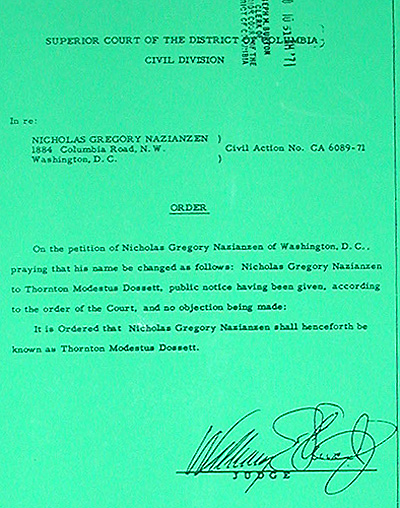 SUPERIOR COURT OF THE DISTRICT OF COLUMBIA
CIVIL DIVISION
In re:
NICHOLAS GREGORY NAZIANZEN )
1884 Columbia Road, N. W. ) Civil Action No. CA 6089-71
Washington, D. C. )
ORDER
On the petition of Nicholas Gregory Nazianzen of Washington, D. C.,
praying that his name be changed as follows: Nicholas Gregory Nazianzen
to Thornton Modestus Dossett, public notice having been given, according
to the order of the Court, and no objection being made:
It is Ordered that Nicholas Gregory Nazianzen shall henceforth be
known as Thornton Modestus Dossett.
JUDGE